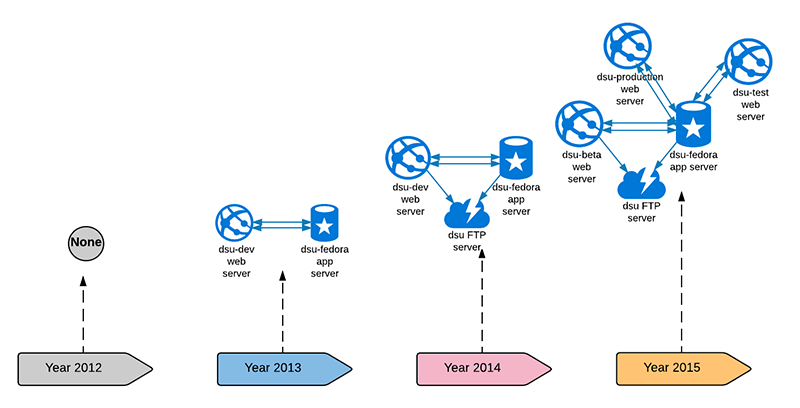 None
Year 2012
dsu-dev
web
server
dsu-fedora
app
server
Year 2013
dsu-dev
web
server
dsu-fedora
app
server
dsu FTP
server
Year 2014
dsu-production
web
server
dsu-test
web
server
dsu-beta
web
server
dsu-fedora
app server
dsu FTP
server
Year 2015